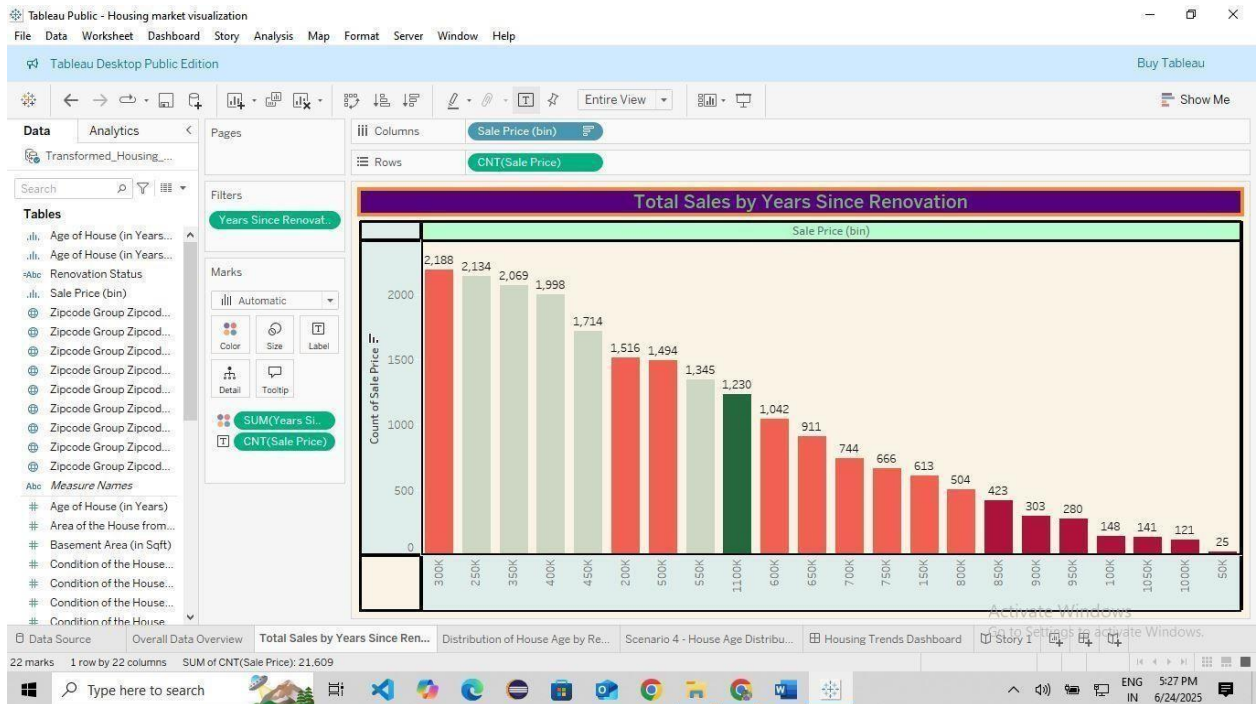 Tableau Public - Housing market visualization
File Data Worksheet Dashboard Story Analysis Map Format Server Window Help
Tableau Desktop Public Edition
Buy Tableau
Entire View
Show Me
Data
Analytics
Transformed_Housing_...
Search
Tables
Age of House (in Years...
Age of House (in Years...
=Abc Renovation Status
Sale Price (bin)
Zipcode Group Zipcod...
Zipcode Group Zipcod...
Zipcode Group Zipcod...
Zipcode Group Zipcod...
Zipcode Group Zipcod...
Zipcode Group Zipcod...
Zipcode Group Zipcod...
Zipcode Group Zipcod...
Zipcode Group Zipcod...
Abc Measure Names
# Age of House (in Years)
# Area of the House from...
# Basement Area (in Sqft)
# Condition of the House...
# Condition of the House...
# Condition of the House...
# Condition of the House
Pages
Filters
Years Since Renovat..
Marks
Automatic
Color
Size
Label
Detail
Tooltip
SUM(Years Si..
CNT(Sale Price)
Columns
Sale Price (bin)
Rows
CNT(Sale Price)
Total Sales by Years Since Renovation
Sale Price (bin)
Count of Sale Price
2000
1500
1000
500
0
2,188
2,134
2,069
1,998
1,714
1,516
1,494
1,345
1,230
1,042
911
744
666
613
504
423
303
280
148
141
121
25
300K
250K
350K
400K
450K
200K
500K
550K
1100K
600K
650K
700K
750K
150K
800K
850K
900K
950K
100K
1050K
1000K
50K
Activate Windows
Go to Settings to activate Windows.
Data Source
Overall Data Overview
Total Sales by Years Since Ren...
Distribution of House Age by Re...
Scenario 4 - House Age Distribu...
Housing Trends Dashboard
Story 1
22 marks 1 row by 22 columns SUM of CNT(Sale Price): 21,609
Type here to search
ENG
IN
5:27 PM
6/24/2025